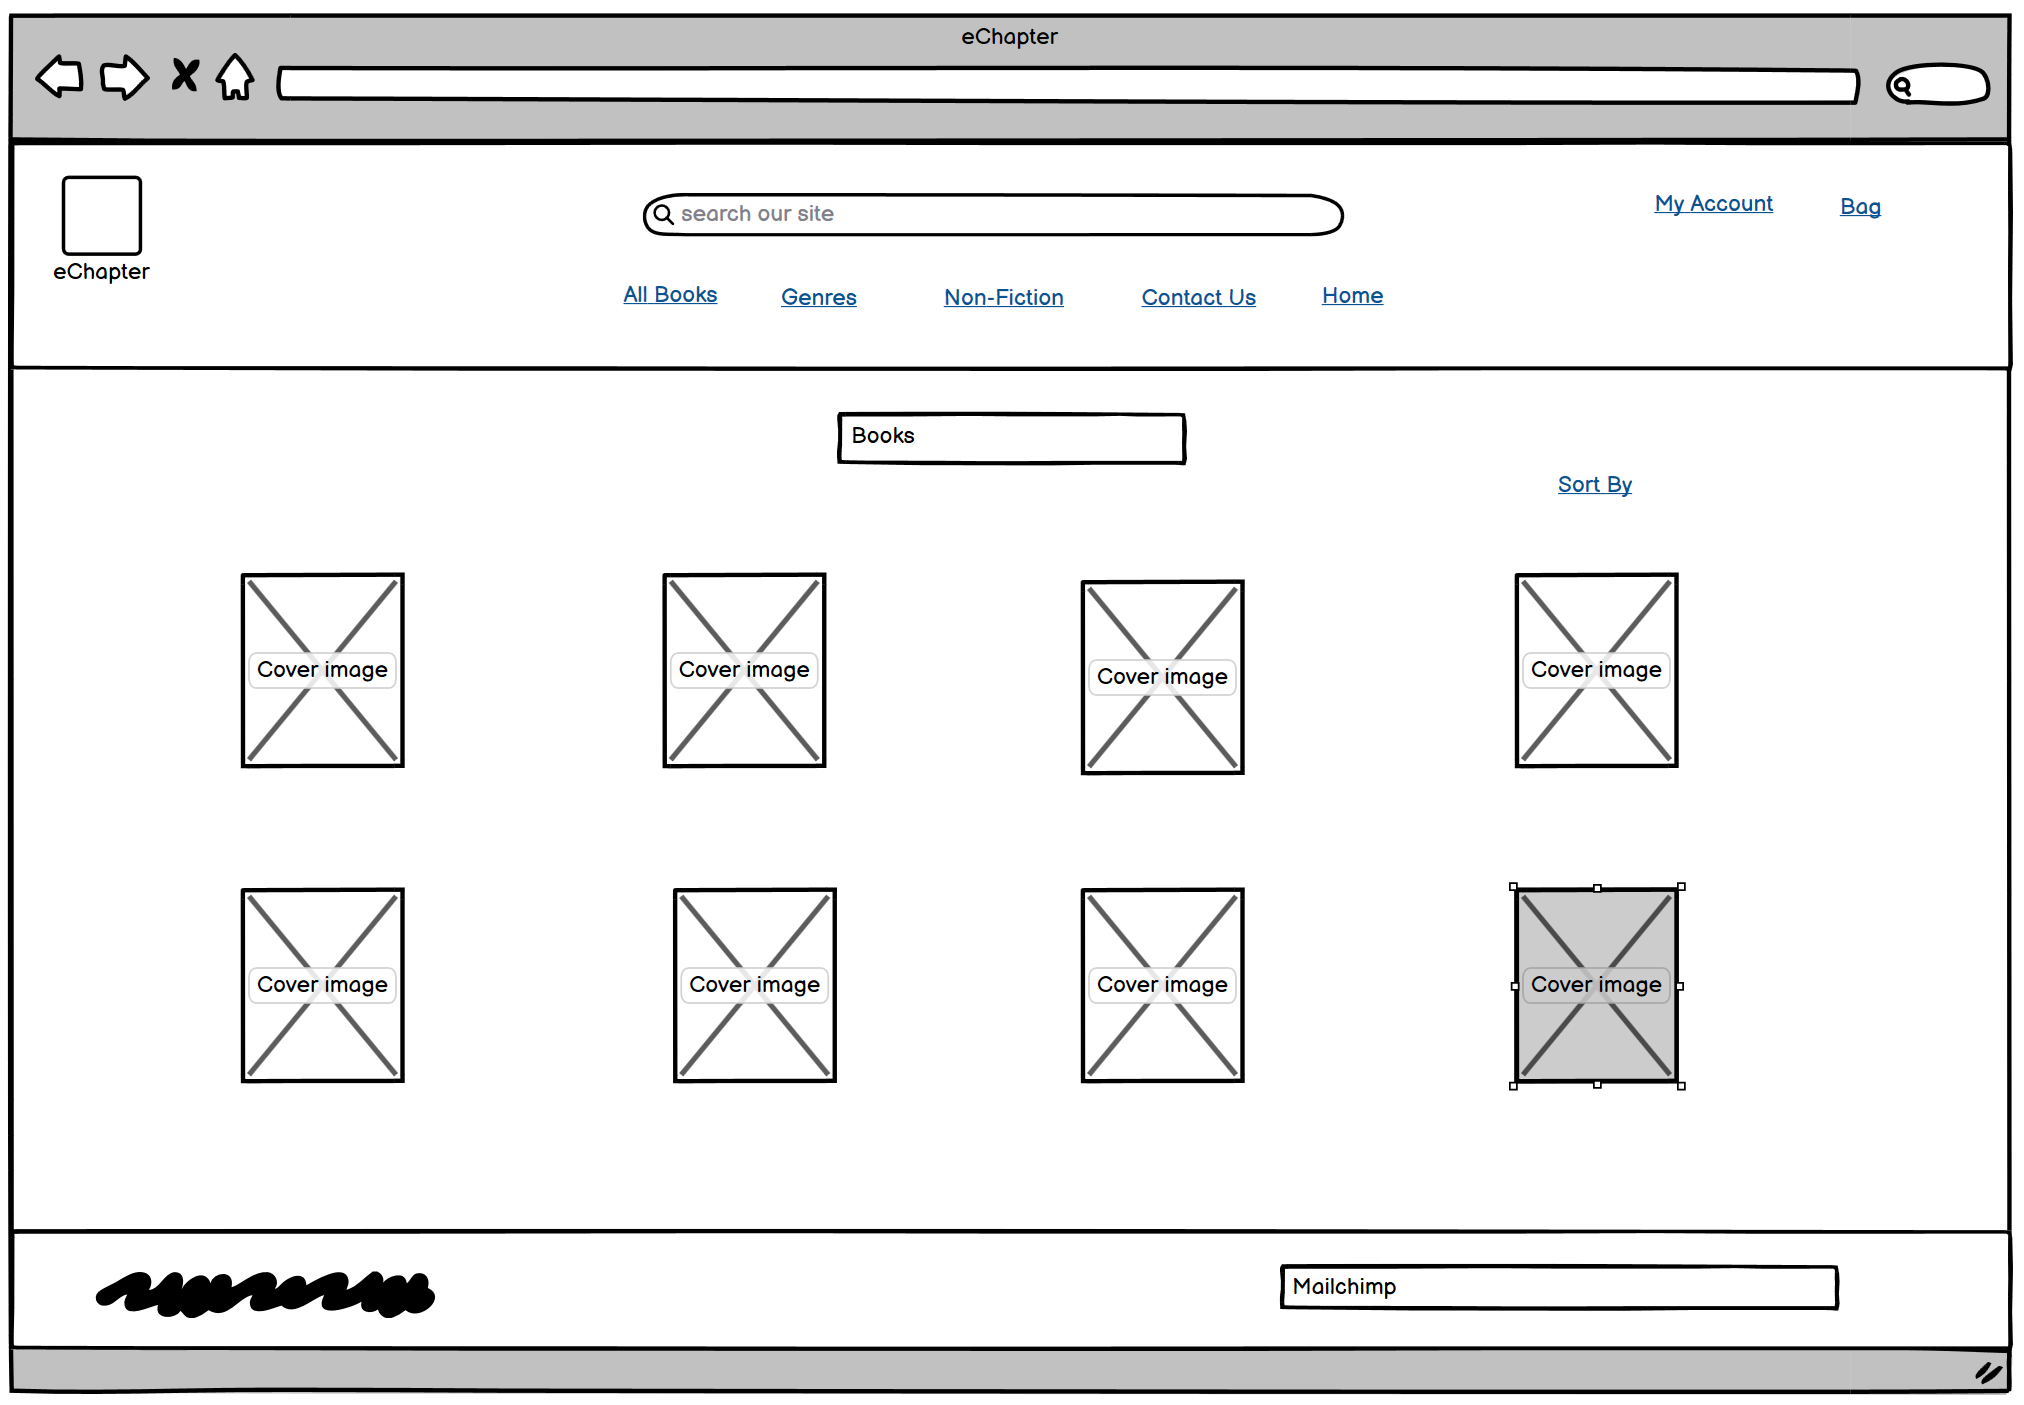 eChapter
search our site
My Account
Bag
eChapter
All Books
Genres
Non-Fiction
Contact Us
Home
Books
Sort By
Cover image
Cover image
Cover image
Cover image
Cover image
Cover image
Cover image
Cover image
Mailchimp